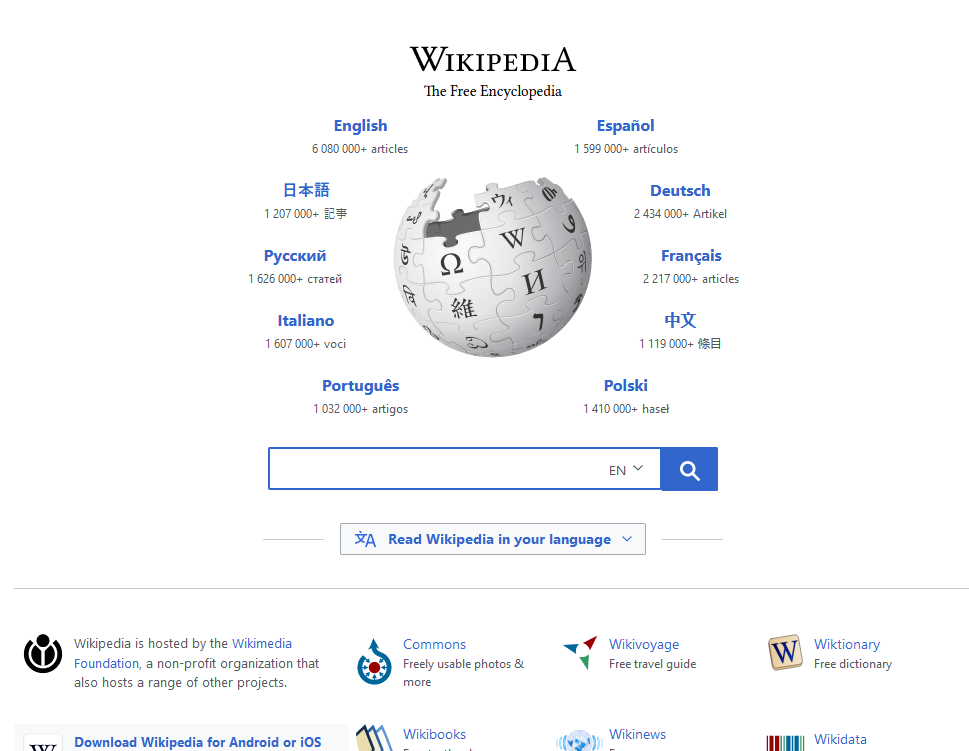 WIKIPEDIA
The Free Encyclopedia
English
6 080 000+ articles
Español
1 599 000+ artículos
日本語
1 207 000+ 記事
Deutsch
2 434 000+ Artikel
Русский
1 626 000+ статей
Français
2 217 000+ articles
Italiano
1 607 000+ voci
中文
1 119 000+ 條目
Português
1 032 000+ artigos
Polski
1 410 000+ haseł
Ω
W
И
維
ウィ
7
EN
Read Wikipedia in your language
Wikipedia is hosted by the Wikimedia
Foundation, a non-profit organization that
also hosts a range of other projects.
Commons
Freely usable photos &
more
Wikivoyage
Free travel guide
W
Wiktionary
Free dictionary
W
Download Wikipedia for Android or iOS
Wikibooks
Wikinews
Wikidata